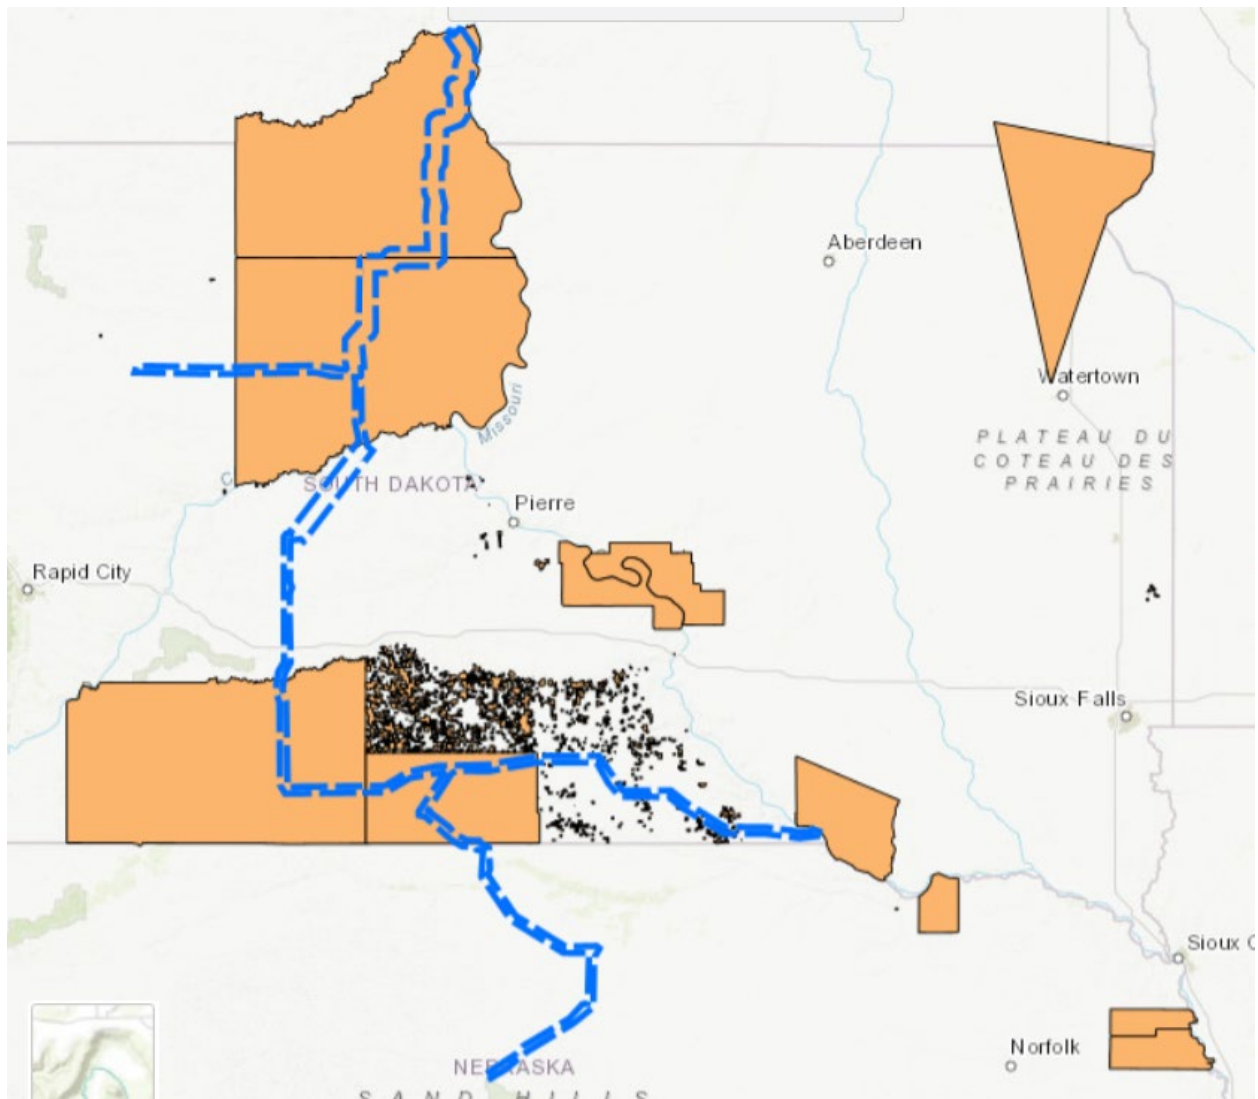 Aberdeen
Watertown
Missouri
PLATEAU DU
COTEAU DES
PRAIRIES
C
SOUTH DAKOTA
Pierre
Rapid City
Sioux Falls
Sioux C
Norfolk
NEBRASKA
SAND HILLS